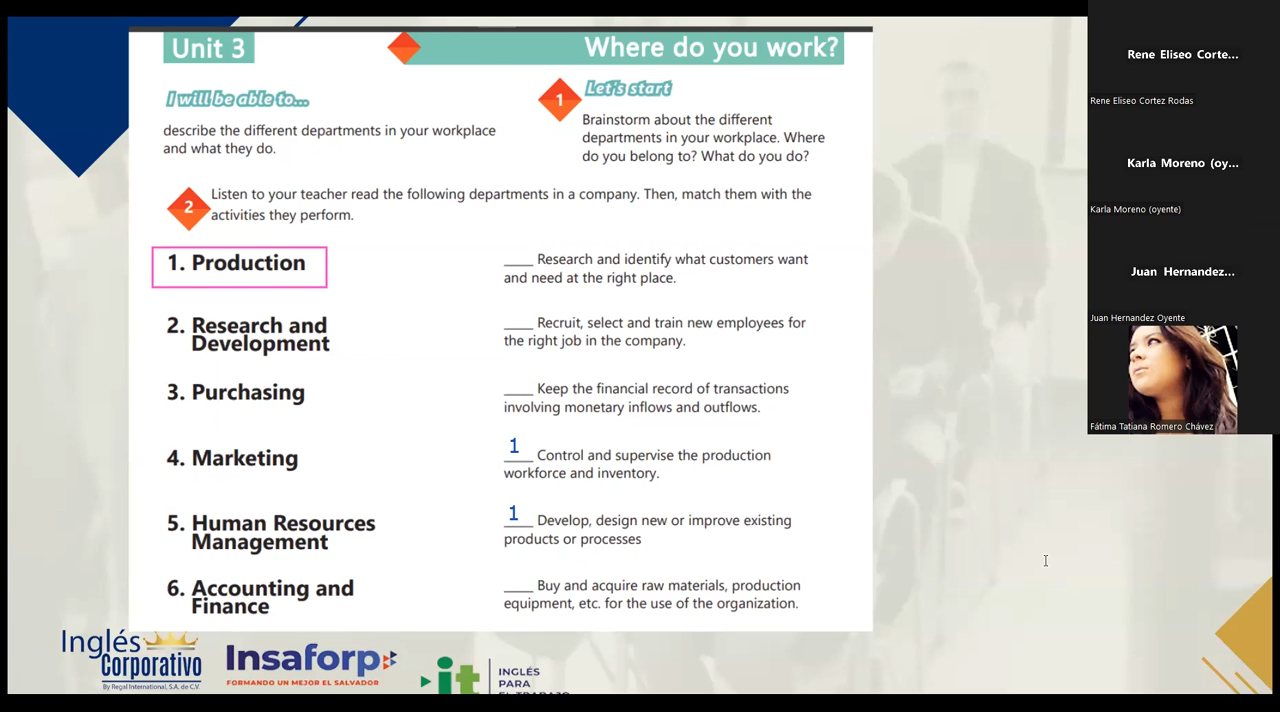 Unit 3
Where do you work?
I will be able to...
describe the different departments in your workplace
and what they do.
1
Let's start
Brainstorm about the different
departments in your workplace. Where
do you belong to? What do you do?
2
Listen to your teacher read the following departments in a company. Then, match them with the
activities they perform.
1. Production
____ Research and identify what customers want
and need at the right place.
2. Research and
Development
____ Recruit, select and train new employees for
the right job in the company.
3. Purchasing
____ Keep the financial record of transactions
involving monetary inflows and outflows.
4. Marketing
1
____ Control and supervise the production
workforce and inventory.
5. Human Resources
Management
1
____ Develop, design new or improve existing
products or processes
6. Accounting and
Finance
____ Buy and acquire raw materials, production
equipment, etc. for the use of the organization.
Inglés
Corporativo
By Regal International, S.A. de C.V.
Insaforp
FORMANDO UN MEJOR EL SALVADOR
it
INGLÉS
PARA
EL TRABAJO
Rene Eliseo Corte...
Rene Eliseo Cortez Rodas
Karla Moreno (oy...
Karla Moreno (oyente)
Juan Hernandez...
Juan Hernandez Oyente
Fátima Tatiana Romero Chávez